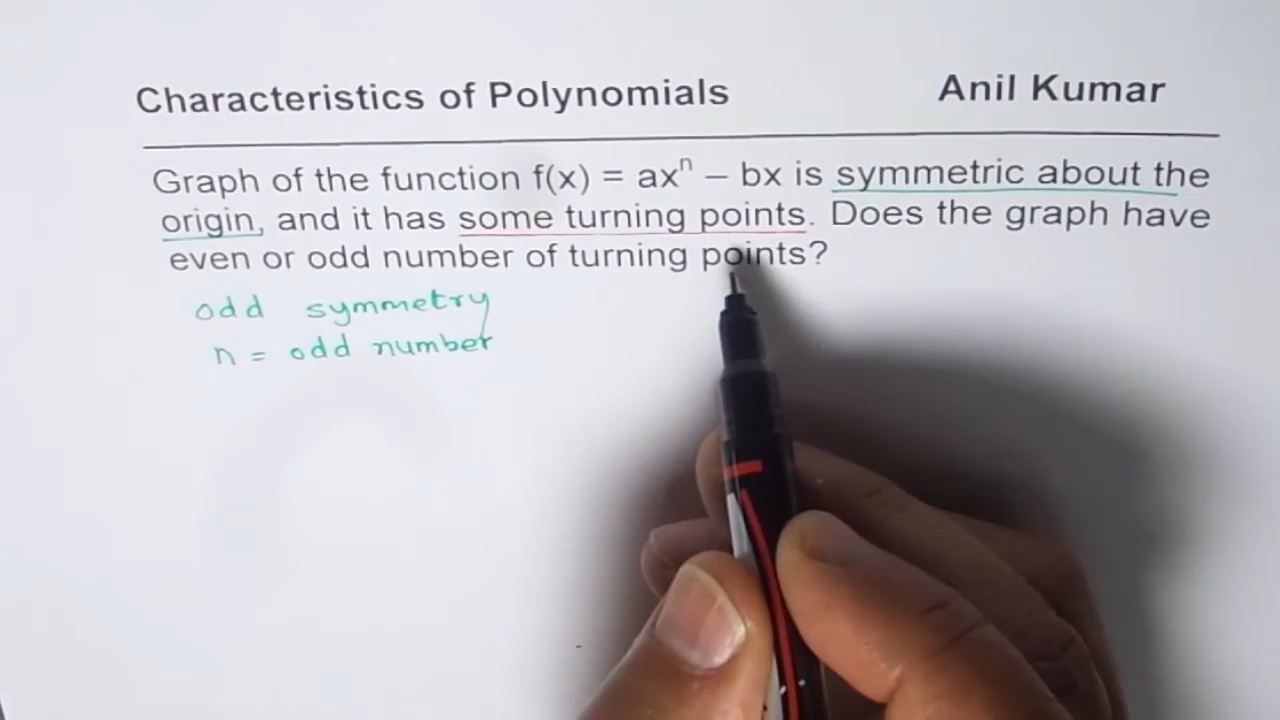 Characteristics of Polynomials Anil Kumar
Graph of the function f(x) = axⁿ – bx is symmetric about the
origin, and it has some turning points. Does the graph have
even or odd number of turning points?
odd symmetry
n = odd number